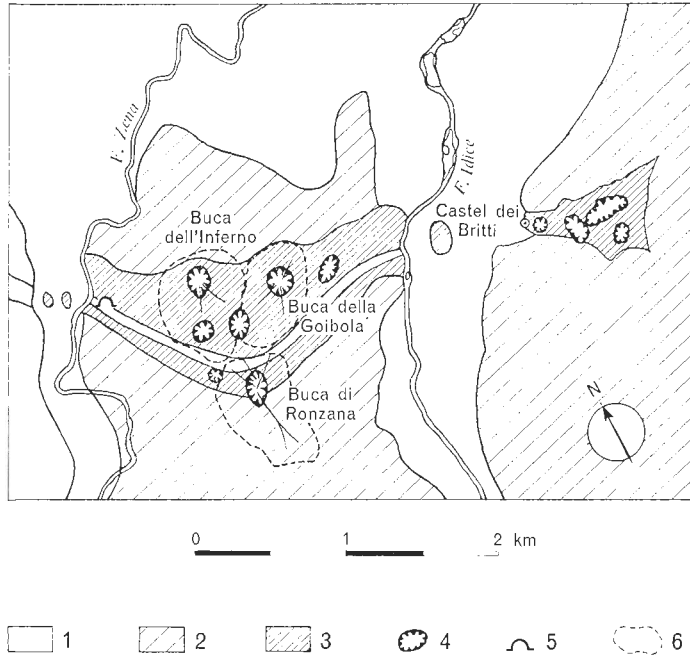 F. Zena
F. Idice
Buca
dell'Inferno
Castel dei
Britti
Buca della
Goibola
Buca di
Ronzana
N
0 1 2 km
1 2 3 4 5 6